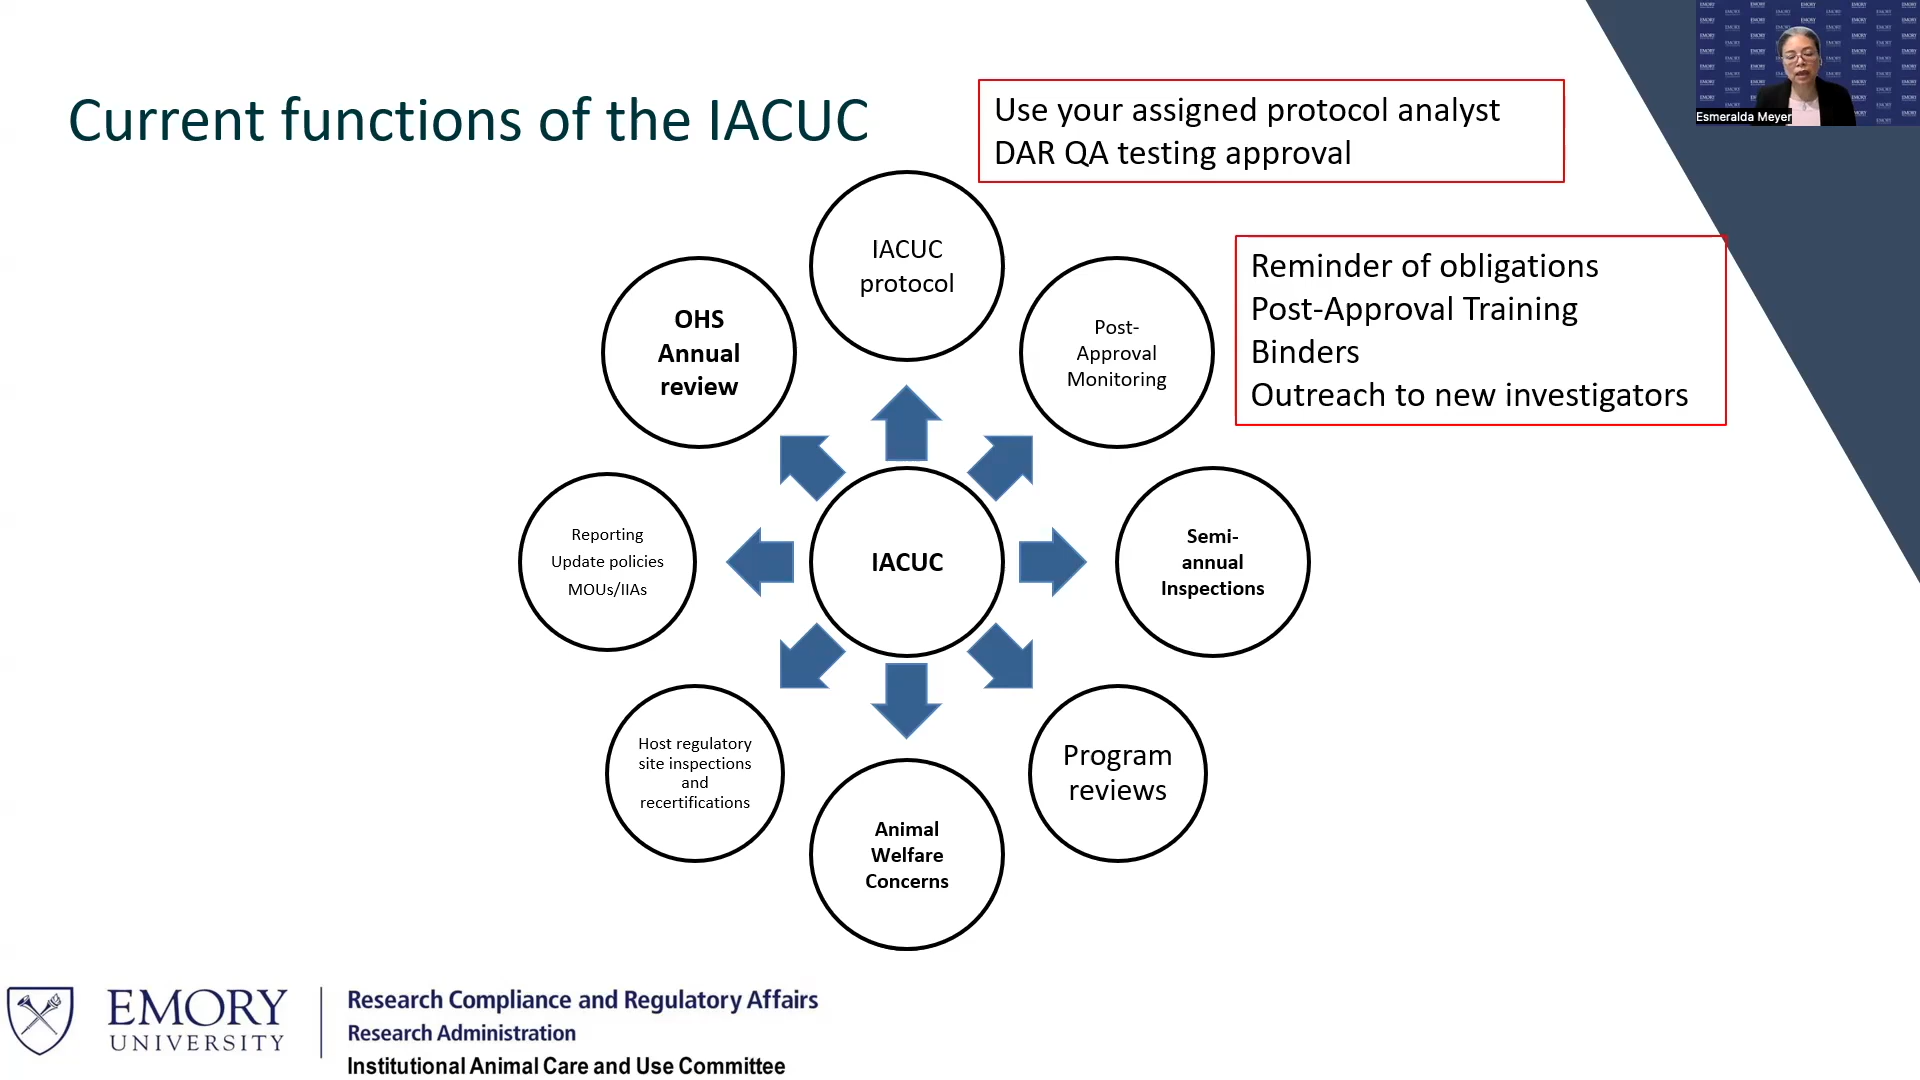 Current functions of the IACUC
Use your assigned protocol analyst
DAR QA testing approval
Esmeralda Meyer
IACUC
protocol
Reminder of obligations
Post-Approval Training
Binders
Outreach to new investigators
OHS
Annual
review
Post-
Approval
Monitoring
Reporting
Update policies
MOUs/IIAs
IACUC
Semi-
annual
Inspections
Host regulatory
site inspections
and
recertifications
Animal
Welfare
Concerns
Program
reviews
EMORY
UNIVERSITY
Research Compliance and Regulatory Affairs
Research Administration
Institutional Animal Care and Use Committee